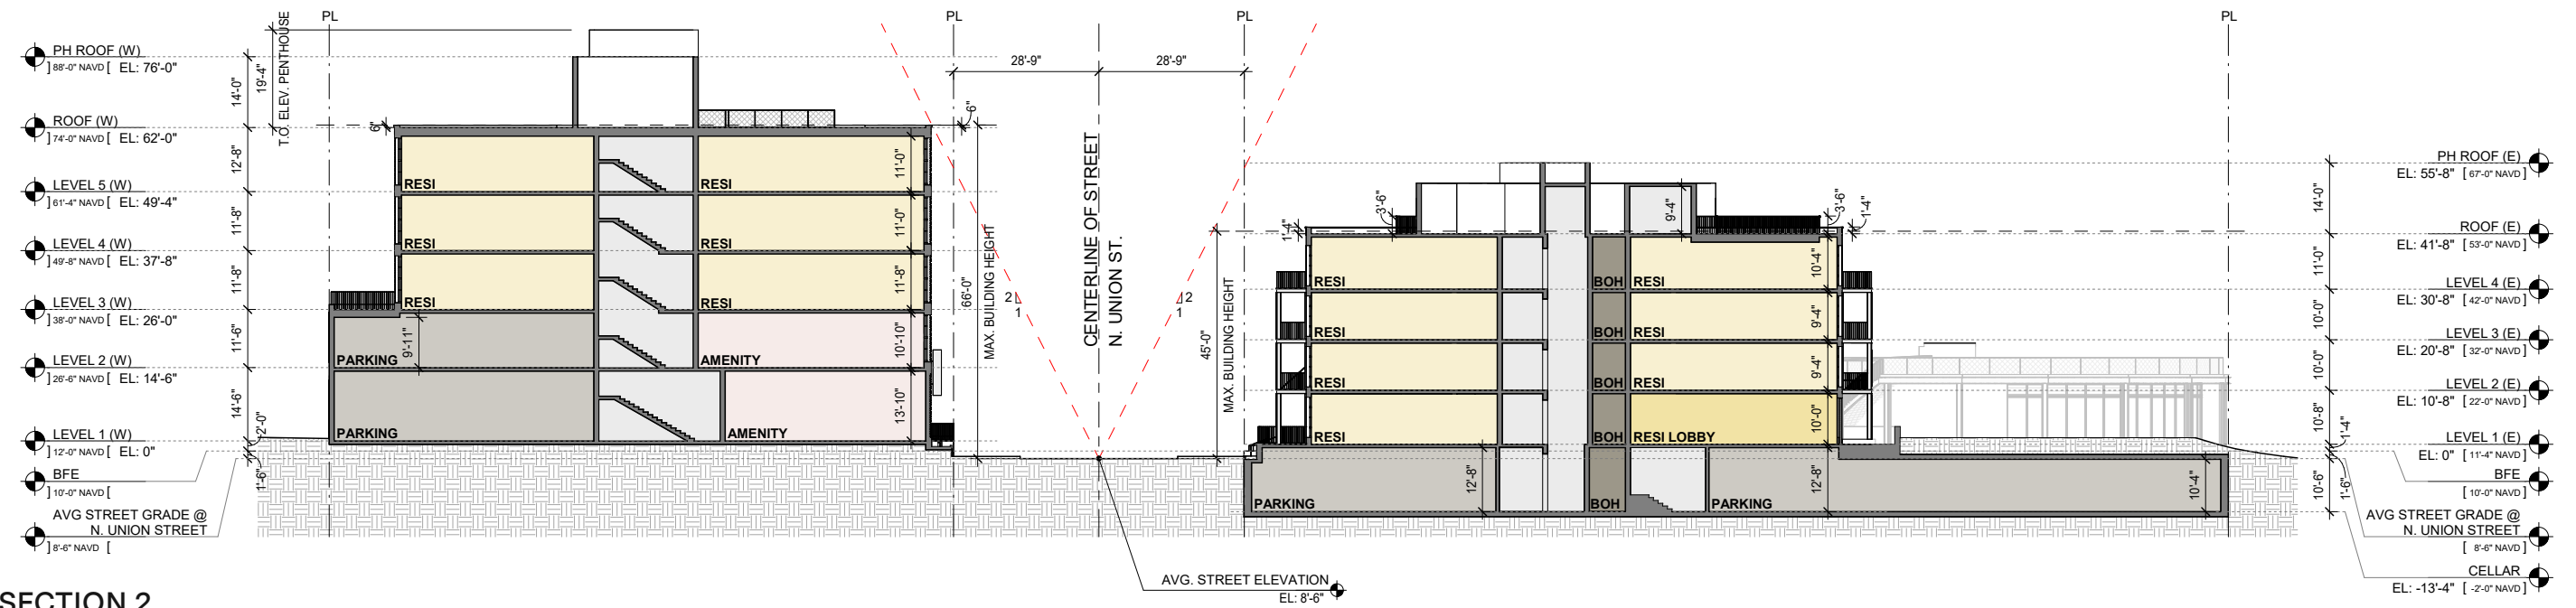 PL
PL
PL
PL
PH ROOF (W)
]88'-0" NAVD [ EL: 76'-0"
ROOF (W)
]74'-0" NAVD [ EL: 62'-0"
LEVEL 5 (W)
]61'-4" NAVD [ EL: 49'-4"
LEVEL 4 (W)
]49'-8" NAVD [ EL: 37'-8"
LEVEL 3 (W)
]38'-0" NAVD [ EL: 26'-0"
LEVEL 2 (W)
]26'-6" NAVD [ EL: 14'-6"
LEVEL 1 (W)
]12'-0" NAVD [ EL: 0"
BFE
]10'-0" NAVD [
AVG STREET GRADE @
N. UNION STREET
]8'-6" NAVD [
14'-0"
12'-8"
11'-8"
11'-8"
11'-6"
14'-6"
2'-0"
1'-6"
19'-4"
T.O. ELEV. PENTHOUSE
6"
6"
RESI
RESI
11'-0"
RESI
RESI
11'-0"
RESI
RESI
11'-8"
PARKING
9'-11"
AMENITY
10'-10"
PARKING
AMENITY
13'-10"
66'-0"
MAX. BUILDING HEIGHT
28'-9"
28'-9"
CENTERLINE OF STREET
N. UNION ST.
2
1
2
1
45'-0"
MAX. BUILDING HEIGHT
AVG. STREET ELEVATION
EL: 8'-6"
1'-4"
3'-6"
9'-4"
3'-6"
1'-4"
RESI
BOH
RESI
10'-4"
RESI
BOH
RESI
9'-4"
RESI
BOH
RESI
9'-4"
RESI
BOH
RESI LOBBY
10'-0"
PARKING
12'-8"
BOH
PARKING
12'-8"
10'-4"
14'-0"
11'-0"
10'-0"
10'-0"
10'-8"
1'-4"
10'-6"
1'-6"
PH ROOF (E)
EL: 55'-8" [ 67'-0" NAVD ]
ROOF (E)
EL: 41'-8" [ 53'-0" NAVD ]
LEVEL 4 (E)
EL: 30'-8" [ 42'-0" NAVD ]
LEVEL 3 (E)
EL: 20'-8" [ 32'-0" NAVD ]
LEVEL 2 (E)
EL: 10'-8" [ 22'-0" NAVD ]
LEVEL 1 (E)
EL: 0" [ 11'-4" NAVD ]
BFE
[ 10'-0" NAVD ]
AVG STREET GRADE @
N. UNION STREET
[ 8'-6" NAVD ]
CELLAR
EL: -13'-4" [ -2'-0" NAVD ]
SECTION 2